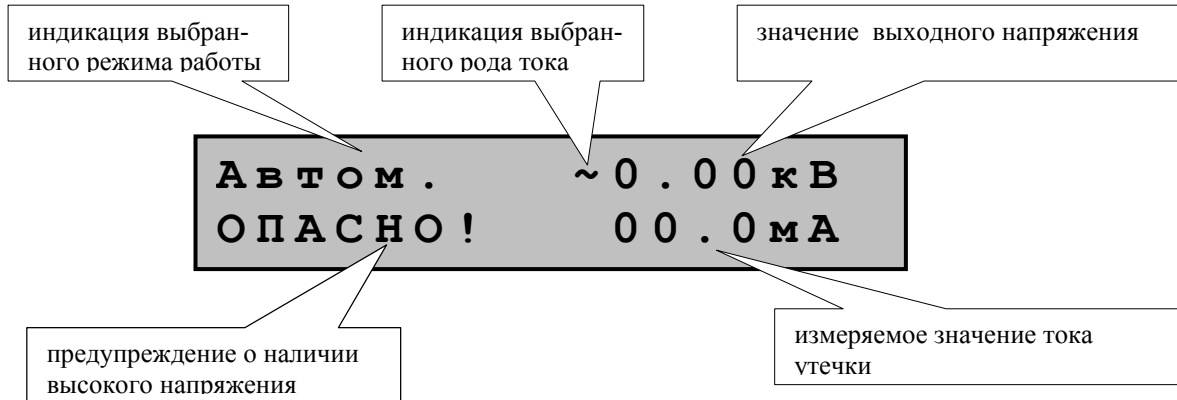 индикация выбран-
ного режима работы
индикация выбран-
ного рода тока
значение выходного напряжения
Автом. ~0.00кВ
ОПАСНО! 00.0мА
предупреждение о наличии
высокого напряжения
измеряемое значение тока
утечки